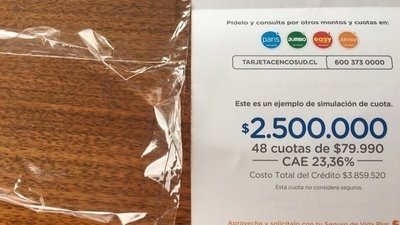 Pídelo y consulta por otros montos y cuotas en:
paris JUMBO easy johnson
TARJETACENCOSUD.CL 600 373 0000
Este es un ejemplo de simulación de cuota.
$2.500.000
48 cuotas de $79.990
CAE 23,36%
Costo Total del Crédito $3.859.520
Esta cuota no considera seguros.
Aprovecha y solicítalo con tu Seguro de Vida Plus